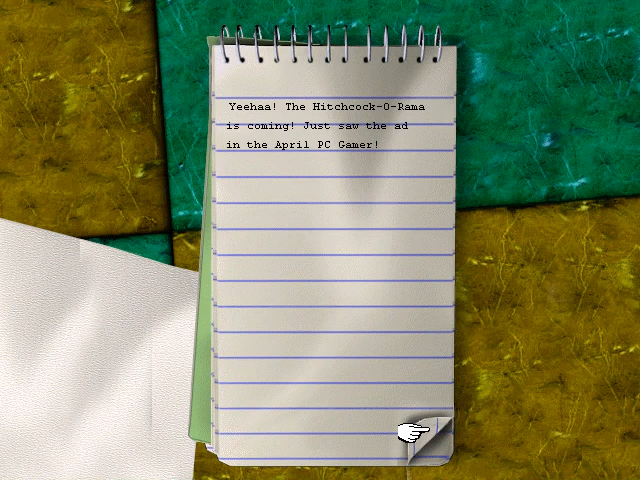 Yeehaa! The Hitchcock-O-Rama
is coming! Just saw the ad
in the April PC Gamer!